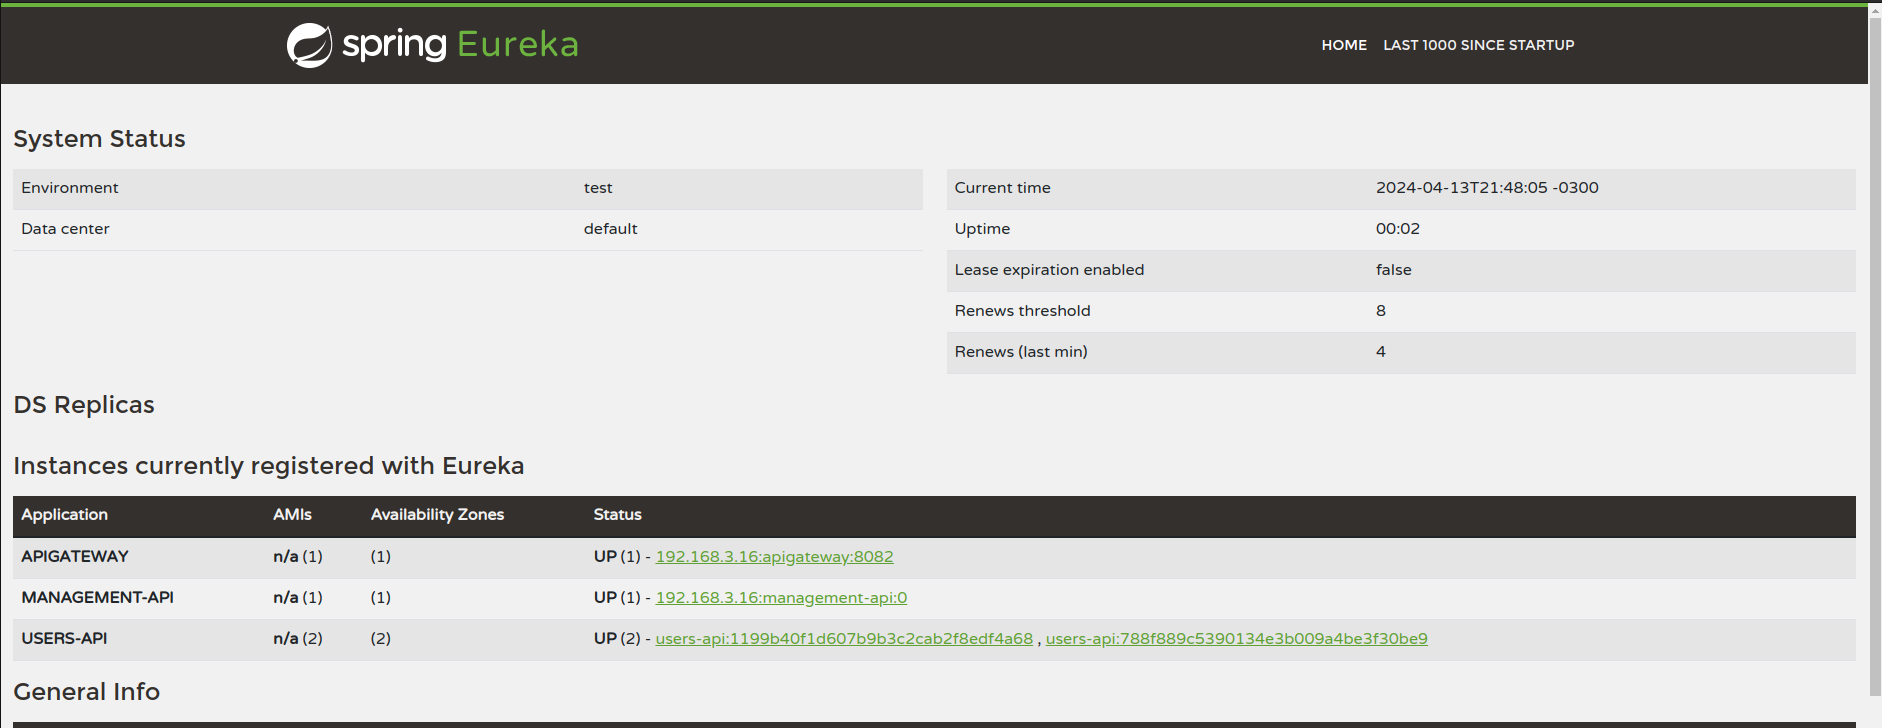 spring Eureka
HOME LAST 1000 SINCE STARTUP
System Status
Environment test
Data center default
Current time 2024-04-13T21:48:05 -0300
Uptime 00:02
Lease expiration enabled false
Renews threshold 8
Renews (last min) 4
DS Replicas
Instances currently registered with Eureka
Application AMIs Availability Zones Status
APIGATEWAY n/a (1) (1) UP (1) - 192.168.3.16:apigateway:8082
MANAGEMENT-API n/a (1) (1) UP (1) - 192.168.3.16:management-api:0
USERS-API n/a (2) (2) UP (2) - users-api:1199b40f1d607b9b3c2cab2f8edf4a68 , users-api:788f889c5390134e3b009a4be3f30be9
General Info